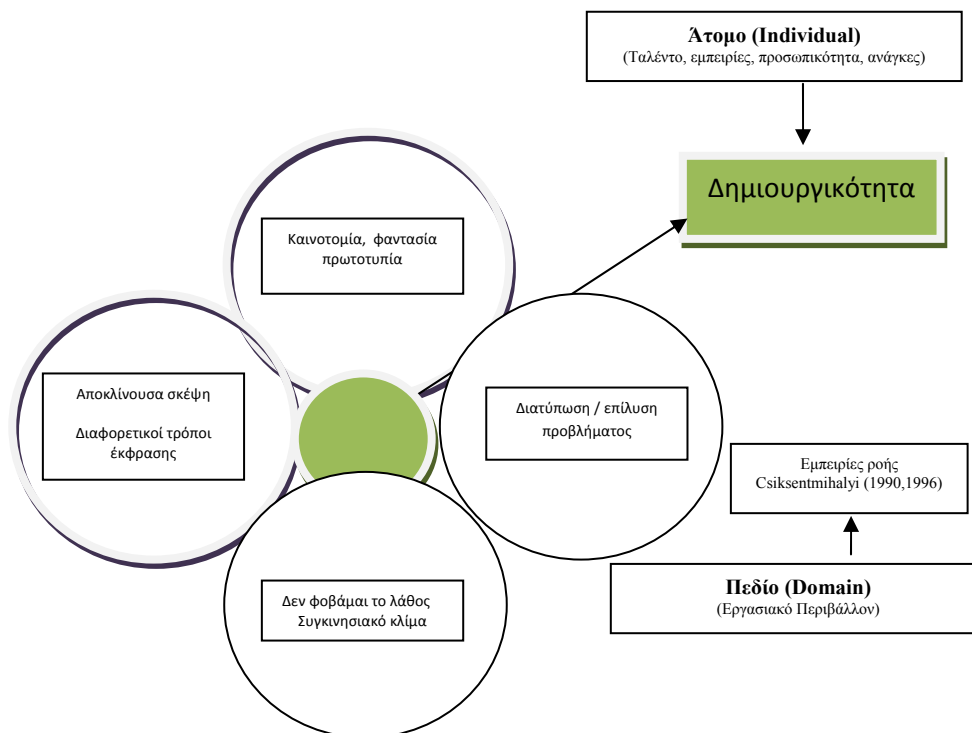 Άτομο (Individual)
(Ταλέντο, εμπειρίες, προσωπικότητα, ανάγκες)
Δημιουργικότητα
Καινοτομία, φαντασία
πρωτοτυπία
Αποκλίνουσα σκέψη
Διαφορετικοί τρόποι
έκφρασης
Διατύπωση / επίλυση
προβλήματος
Εμπειρίες ροής
Csiksentmihalyi (1990,1996)
Πεδίο (Domain)
(Εργασιακό Περιβάλλον)
Δεν φοβάμαι το λάθος
Συγκινησιακό κλίμα